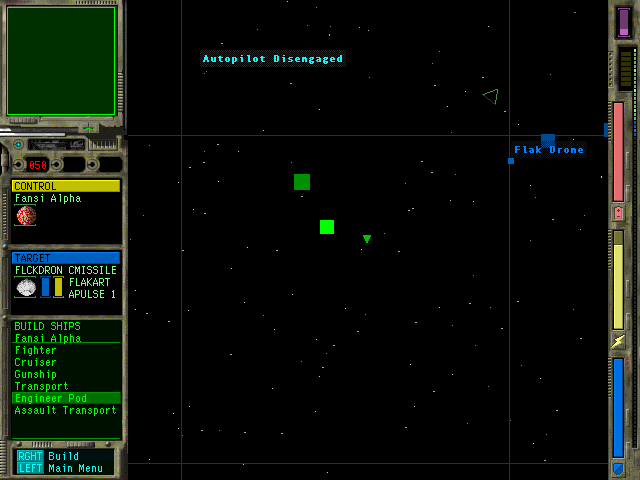 Autopilot Disengaged
Flak Drone
050
CONTROL
Fansi Alpha
TARGET
FLCKDRON CMISSILE
FLAKART
APULSE 1
BUILD SHIPS
Fansi Alpha
Fighter
Cruiser
Gunship
Transport
Engineer Pod
Assault Transport
RGHT Build
LEFT Main Menu